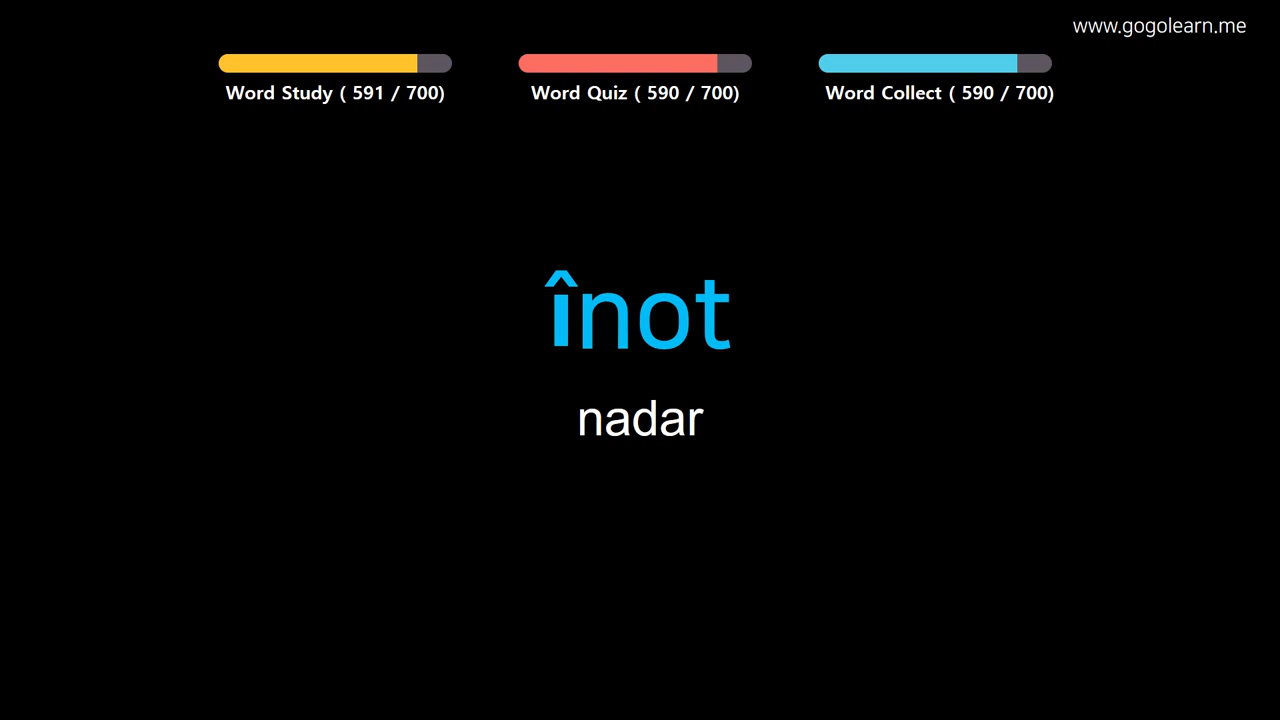 www.gogolearn.me
Word Study ( 591 / 700)
Word Quiz ( 590 / 700)
Word Collect ( 590 / 700)
înot
nadar